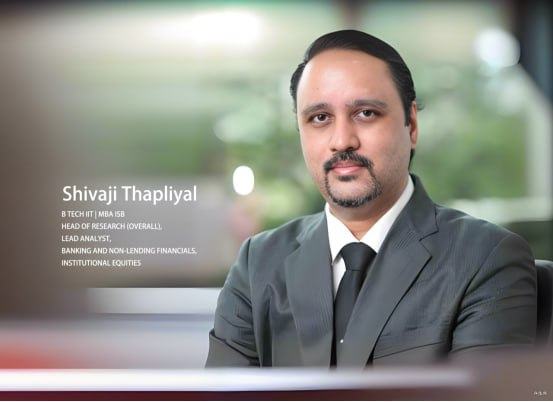 Shivaji Thapliyal
B TECH IIT | MBA ISB
HEAD OF RESEARCH (OVERALL),
LEAD ANALYST,
BANKING AND NON-LENDING FINANCIALS,
INSTITUTIONAL EQUITIES